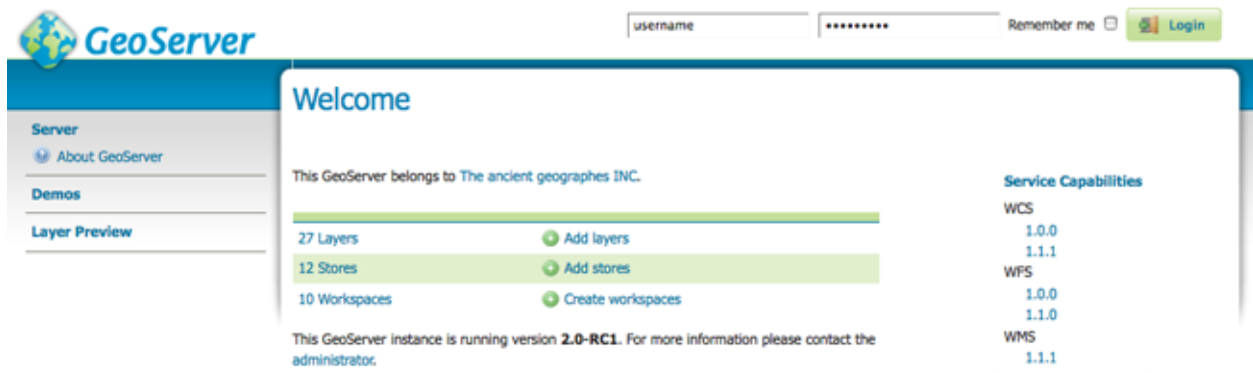 GeoServer
username
•••••••••
Remember me
Login
Server
About GeoServer
Demos
Layer Preview
Welcome
This GeoServer belongs to The ancient geographes INC.
27 Layers Add layers
12 Stores Add stores
10 Workspaces Create workspaces
This GeoServer instance is running version 2.0-RC1. For more information please contact the
administrator.
Service Capabilities
WCS
1.0.0
1.1.1
WFS
1.0.0
1.1.0
WMS
1.1.1